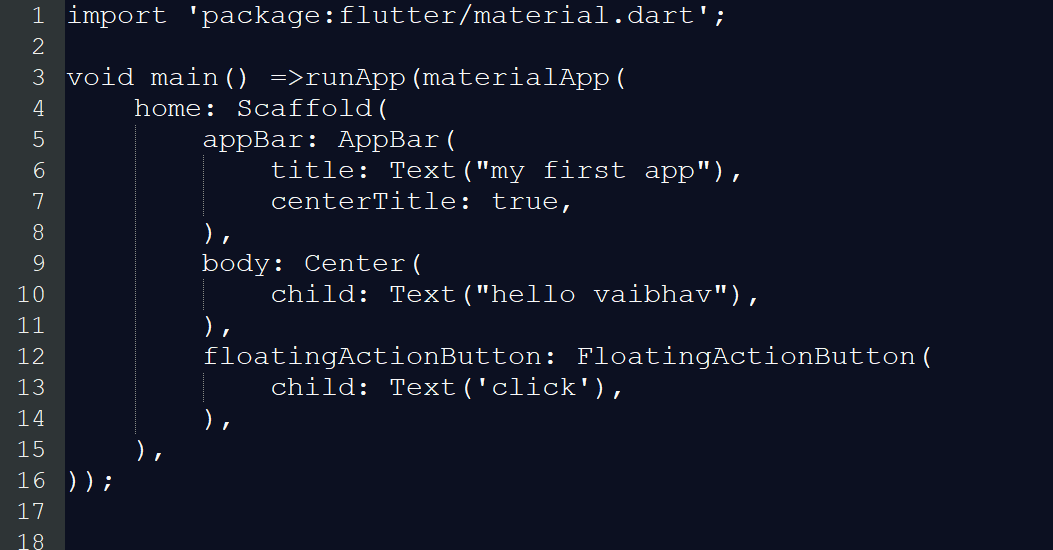 1 import 'package:flutter/material.dart';
2
3 void main() =>runApp(materialApp(
4     home: Scaffold(
5         appBar: AppBar(
6             title: Text("my first app"),
7             centerTitle: true,
8         ),
9         body: Center(
10             child: Text("hello vaibhav"),
11         ),
12         floatingActionButton: FloatingActionButton(
13             child: Text('click'),
14         ),
15     ),
16 ));
17
18